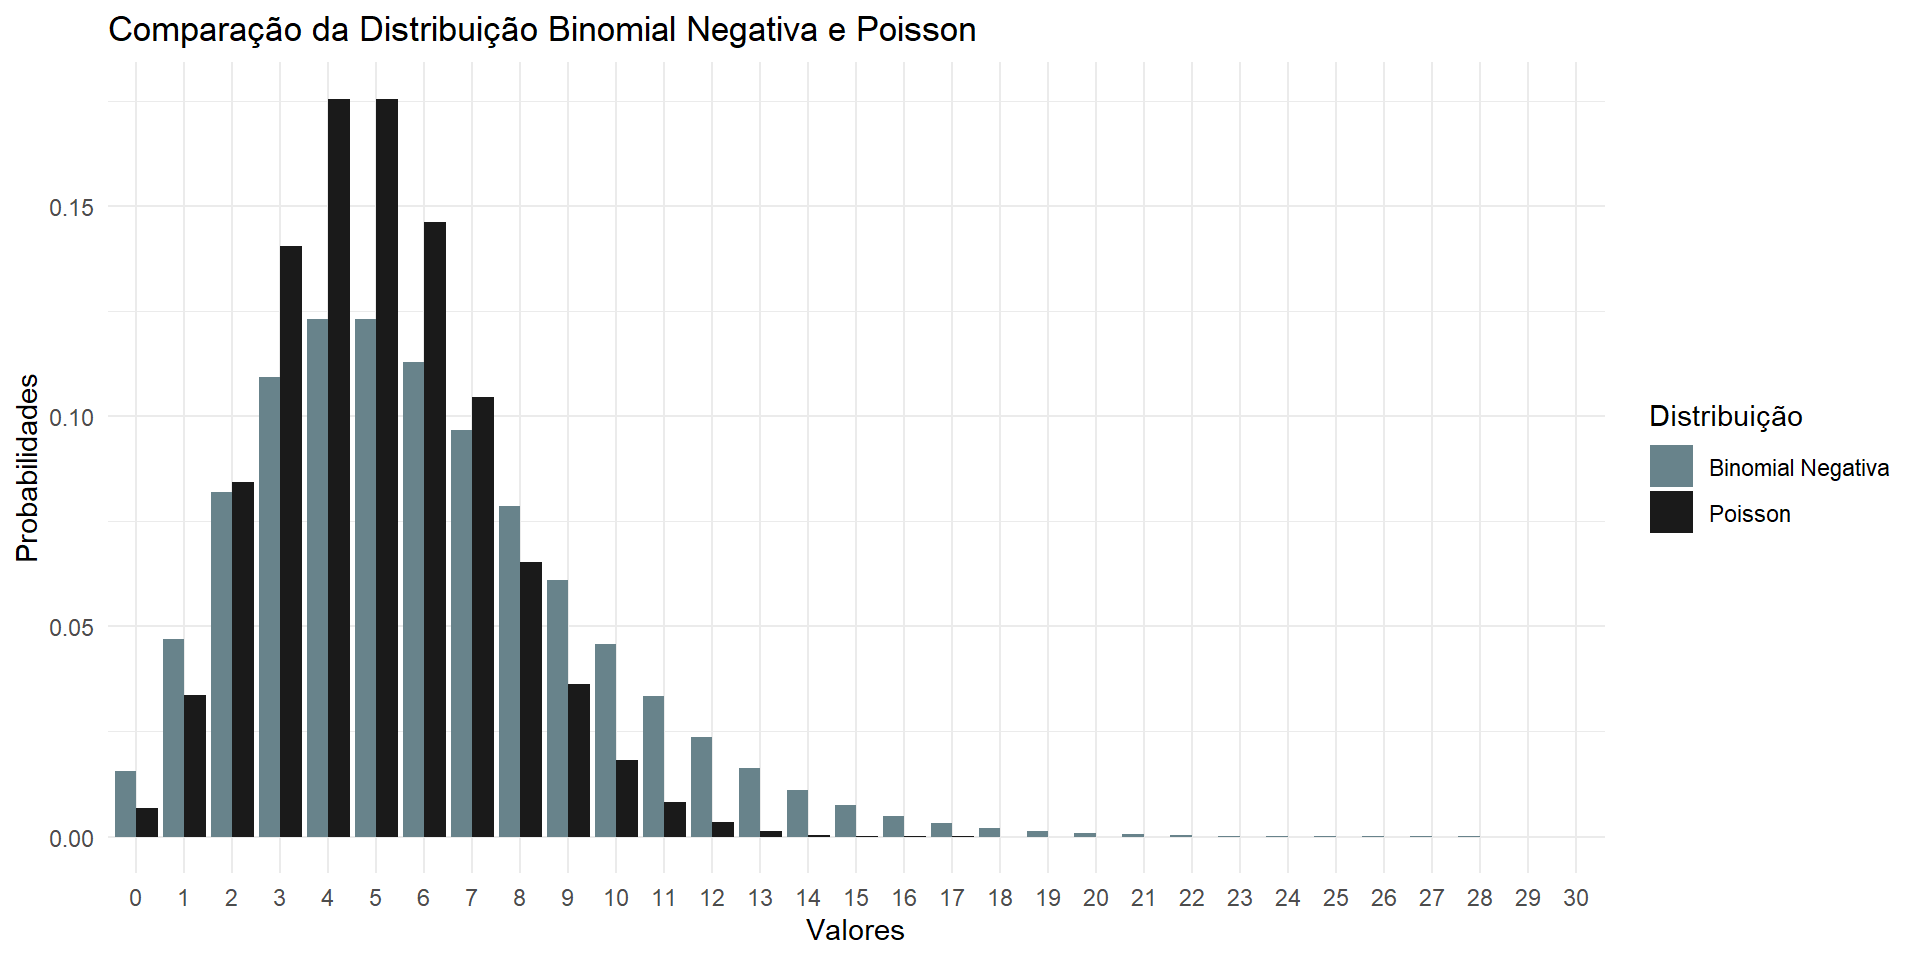 Comparação da Distribuição Binomial Negativa e Poisson
0.15
0.10
0.05
0.00
Probabilidades
0 1 2 3 4 5 6 7 8 9 10 11 12 13 14 15 16 17 18 19 20 21 22 23 24 25 26 27 28 29 30
Valores
Distribuição
Binomial Negativa
Poisson